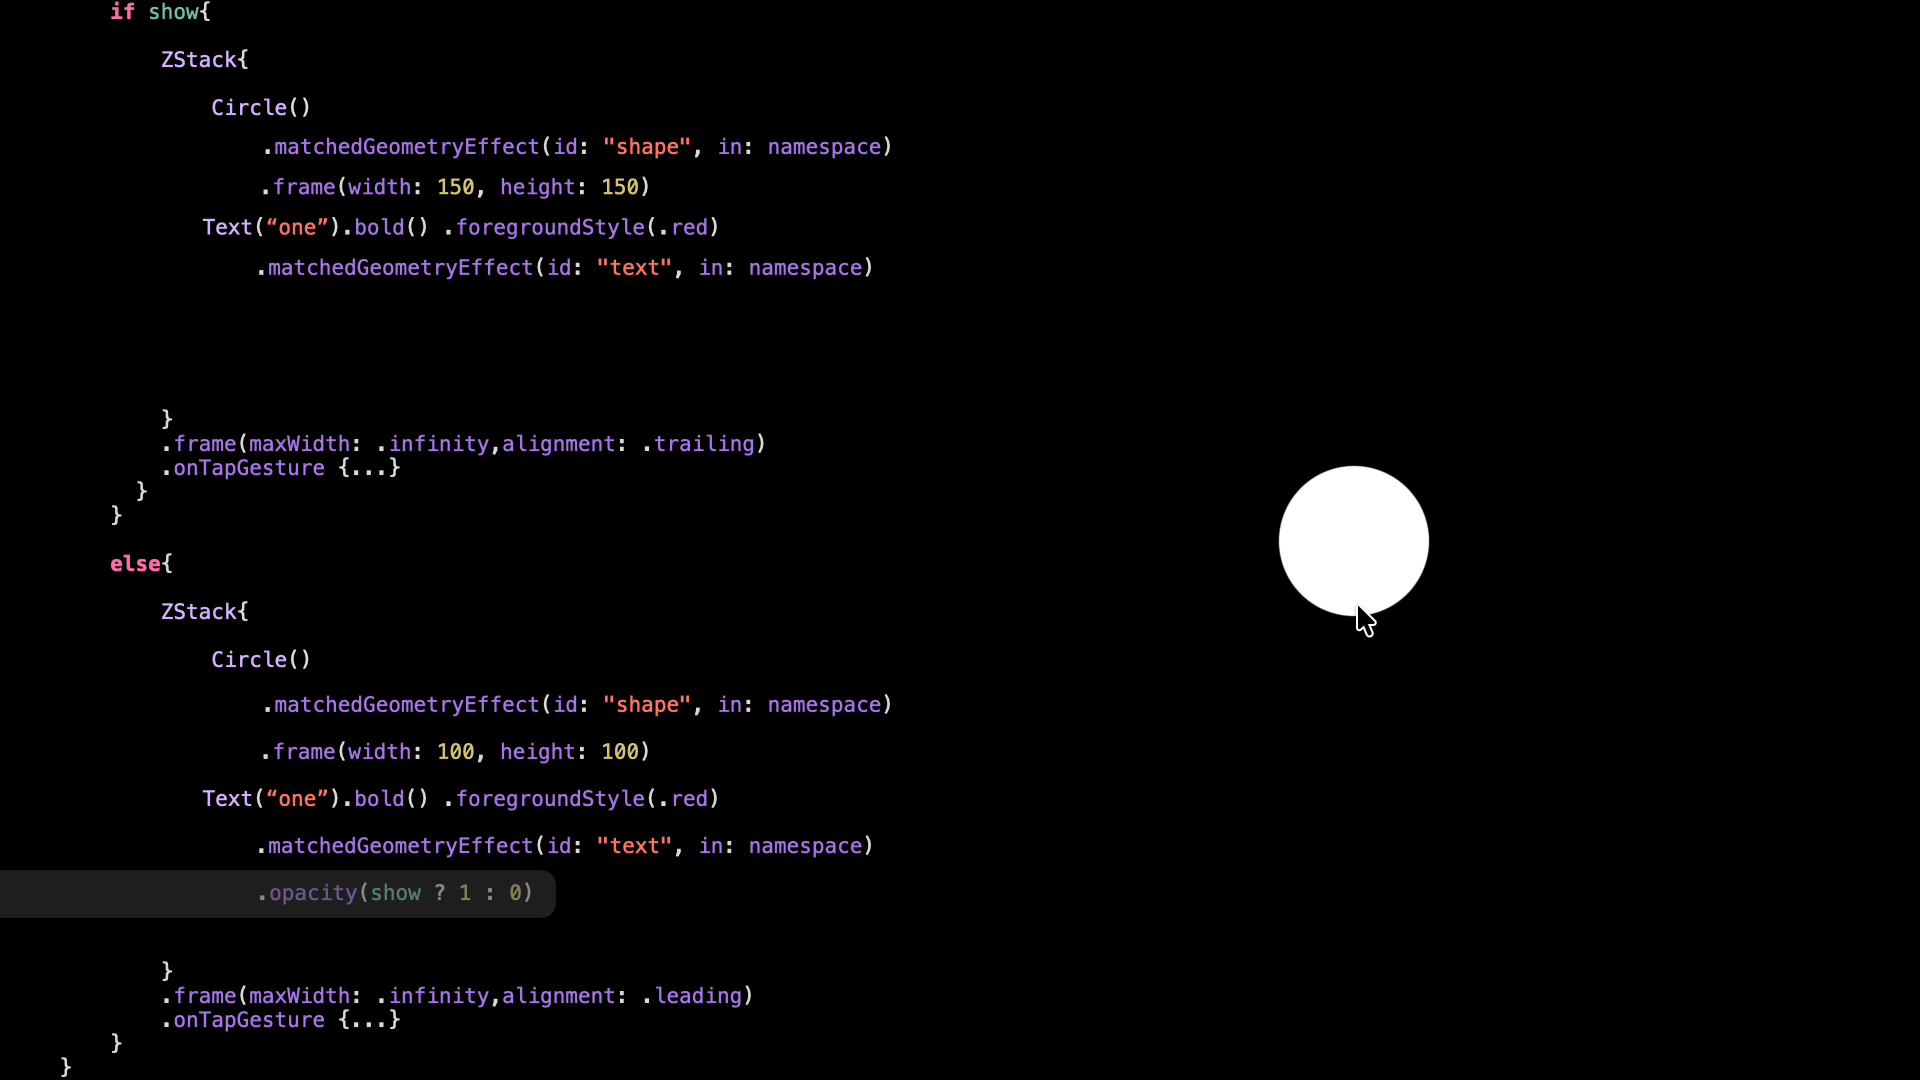 if show{
ZStack{
Circle()
.matchedGeometryEffect(id: "shape", in: namespace)
.frame(width: 150, height: 150)
Text(“one”).bold() .foregroundStyle(.red)
.matchedGeometryEffect(id: "text", in: namespace)
}
.frame(maxWidth: .infinity,alignment: .trailing)
.onTapGesture {...}
}
}
else{
ZStack{
Circle()
.matchedGeometryEffect(id: "shape", in: namespace)
.frame(width: 100, height: 100)
Text(“one”).bold() .foregroundStyle(.red)
.matchedGeometryEffect(id: "text", in: namespace)
.opacity(show ? 1 : 0)
}
.frame(maxWidth: .infinity,alignment: .leading)
.onTapGesture {...}
}
}